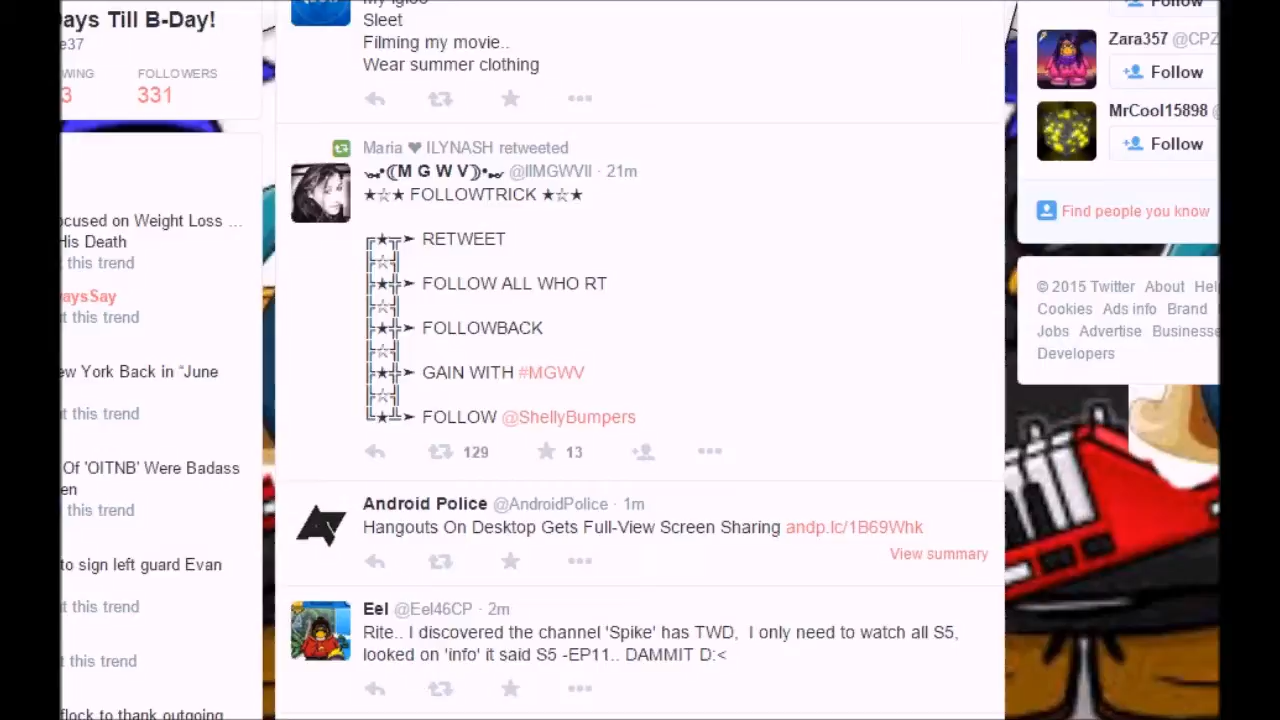 ays Till B-Day!
e37
WING FOLLOWERS
3 331
ocused on Weight Loss ...
His Death
t this trend
aysSay
t this trend
ew York Back in “June
t this trend
Of 'OITNB' Were Badass
en
t this trend
to sign left guard Evan
t this trend
t this trend
flock to thank outgoing
My igloo
Sleet
Filming my movie..
Wear summer clothing
Maria ❤ ILYNASH retweeted
•☾M G W V☽• @IIMGWVII · 21m
★☆★ FOLLOWTRICK ★☆★
╔★╦➤ RETWEET
╠☆╣
╠★╬➤ FOLLOW ALL WHO RT
╠☆╣
╠★╬➤ FOLLOWBACK
╠☆╣
╠★╬➤ GAIN WITH #MGWV
╠☆╣
╚★╩➤ FOLLOW @ShellyBumpers
129 13
Android Police @AndroidPolice · 1m
Hangouts On Desktop Gets Full-View Screen Sharing andp.lc/1B69Whk
View summary
Eel @Eel46CP · 2m
Rite.. I discovered the channel 'Spike' has TWD, I only need to watch all S5,
looked on 'info' it said S5 -EP11.. DAMMIT D:<
Follow
Zara357 @CPZ
Follow
MrCool15898 @
Follow
Find people you know
© 2015 Twitter About Hel
Cookies Ads info Brand
Jobs Advertise Businesse
Developers